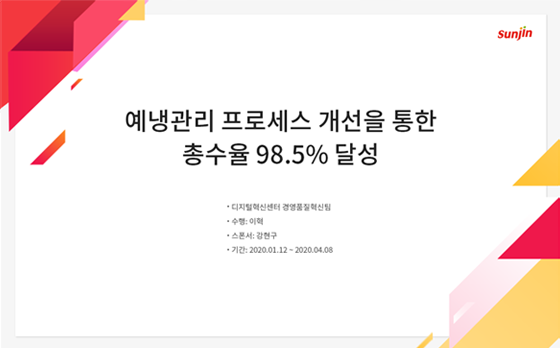 Sunjin
예냉관리 프로세스 개선을 통한
총수율 98.5% 달성
• 디지털혁신센터 경영품질혁신팀
• 수행: 이혁
• 스폰서: 강현구
• 기간: 2020.01.12 ~ 2020.04.08